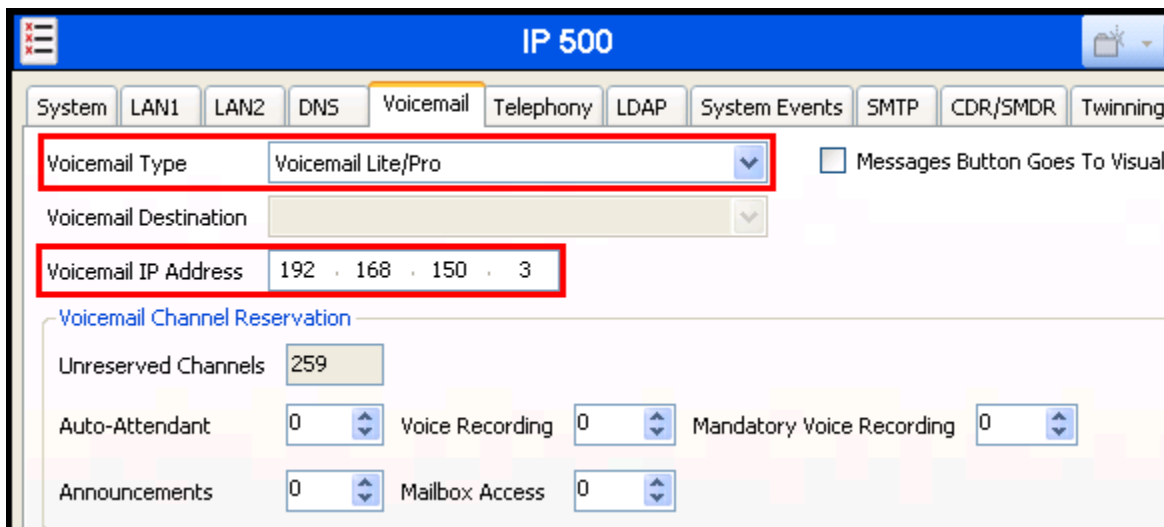 IP 500
System LAN1 LAN2 DNS Voicemail Telephony LDAP System Events SMTP CDR/SMDR Twinning
Voicemail Type Voicemail Lite/Pro Messages Button Goes To Visual
Voicemail Destination
Voicemail IP Address 192 . 168 . 150 . 3
Voicemail Channel Reservation
Unreserved Channels 259
Auto-Attendant 0 Voice Recording 0 Mandatory Voice Recording 0
Announcements 0 Mailbox Access 0